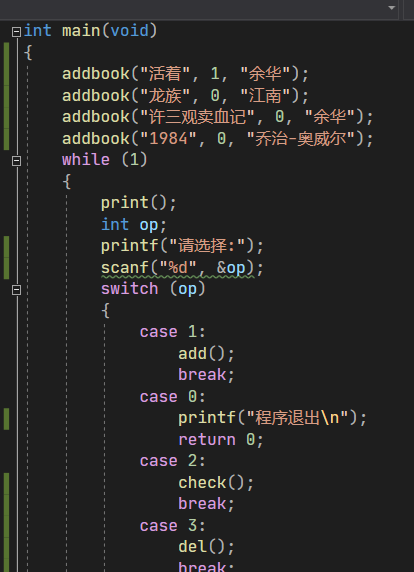 int main(void)
{
addbook("活着", 1, "余华");
addbook("龙族", 0, "江南");
addbook("许三观卖血记", 0, "余华");
addbook("1984", 0, "乔治-奥威尔");
while (1)
{
print();
int op;
printf("请选择:");
scanf("%d", &op);
switch (op)
{
case 1:
add();
break;
case 0:
printf("程序退出\n");
return 0;
case 2:
check();
break;
case 3:
del();
break;